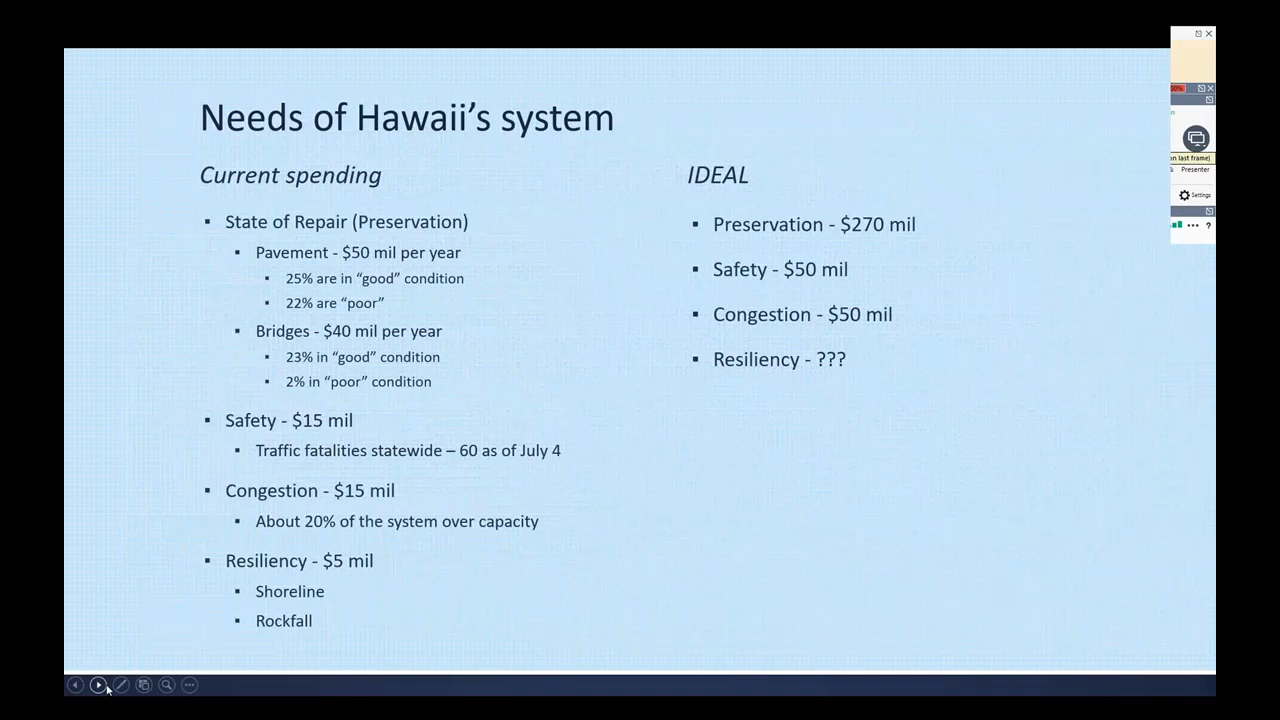 Needs of Hawaii’s system
Current spending
▪ State of Repair (Preservation)
▪ Pavement - $50 mil per year
▪ 25% are in “good” condition
▪ 22% are “poor”
▪ Bridges - $40 mil per year
▪ 23% in “good” condition
▪ 2% in “poor” condition
▪ Safety - $15 mil
▪ Traffic fatalities statewide – 60 as of July 4
▪ Congestion - $15 mil
▪ About 20% of the system over capacity
▪ Resiliency - $5 mil
▪ Shoreline
▪ Rockfall
IDEAL
▪ Preservation - $270 mil
▪ Safety - $50 mil
▪ Congestion - $50 mil
▪ Resiliency - ???
last frame)
Presenter
Settings
?